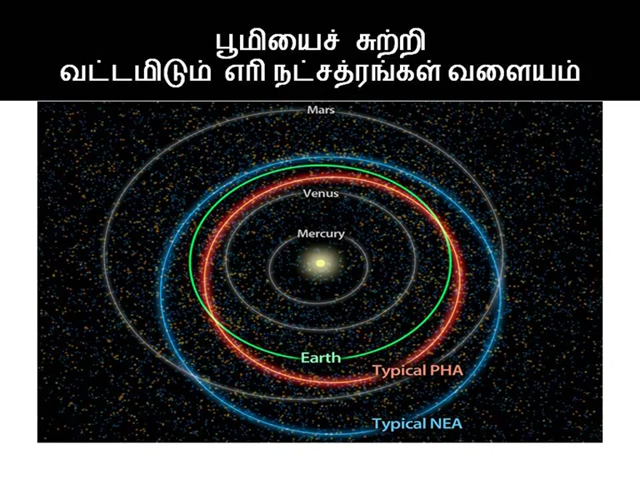 பூமியைச் சுற்றி
வட்டமிடும் எரி நட்சத்ரங்கள் வளையம்
Mars
Venus
Mercury
Earth
Typical PHA
Typical NEA